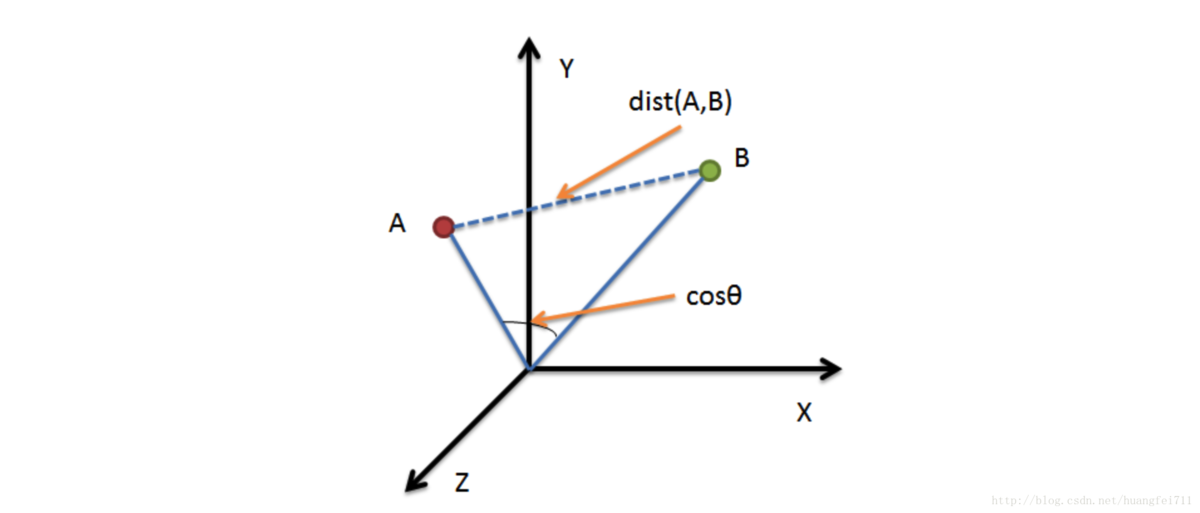 Y
dist(A,B)
B
A
cosθ
X
Z
http://blog.csdn.net/huangfei711